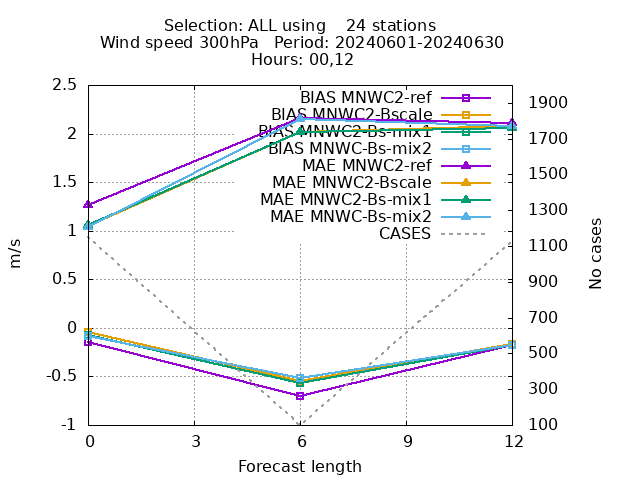 Selection: ALL using    24 stations
Wind speed 300hPa   Period: 20240601-20240630
Hours: 00,12
BIAS MNWC2-ref
BIAS MNWC2-Bscale
BIAS MNWC2-Bs-mix1
BIAS MNWC-Bs-mix2
MAE MNWC2-ref
MAE MNWC2-Bscale
MAE MNWC2-Bs-mix1
MAE MNWC-Bs-mix2
CASES
2.5
2
1.5
1
0.5
0
-0.5
-1
m/s
1900
1700
1500
1300
1100
900
700
500
300
100
No cases
0 3 6 9 12
Forecast length